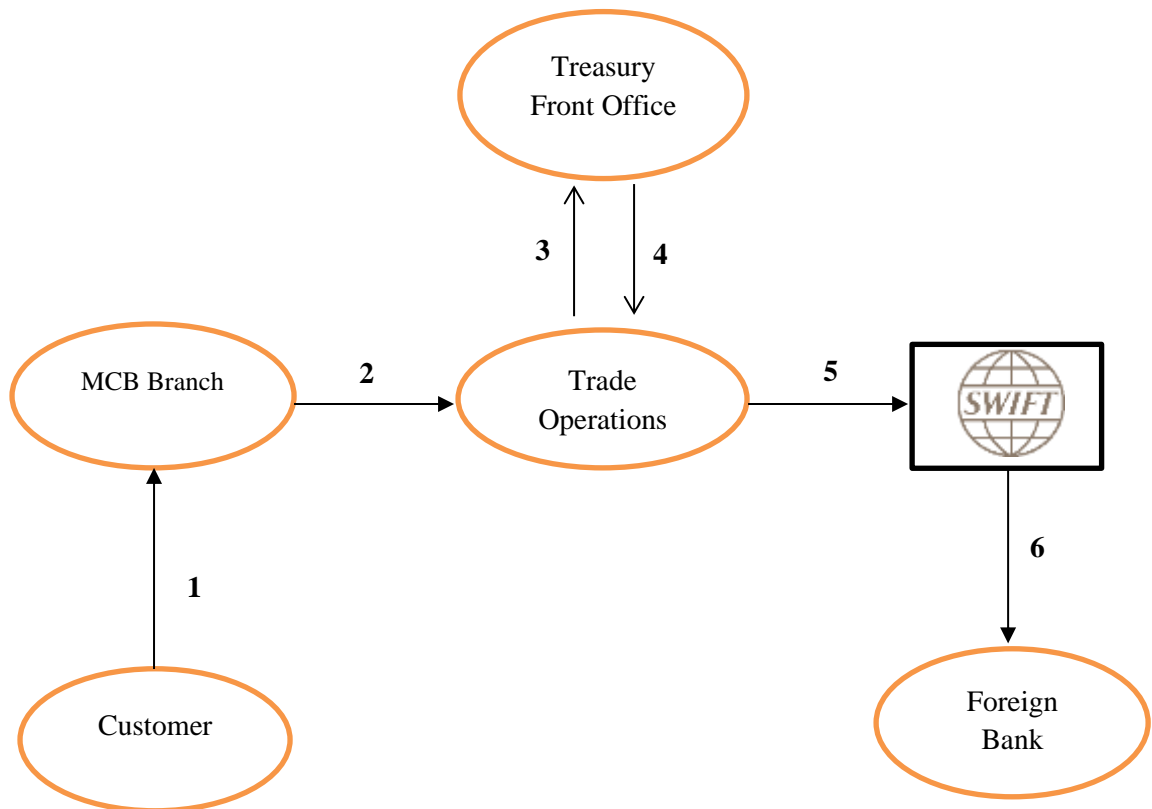 Treasury
Front Office
3
4
MCB Branch
2
Trade
Operations
5
SWIFT
1
6
Customer
Foreign
Bank